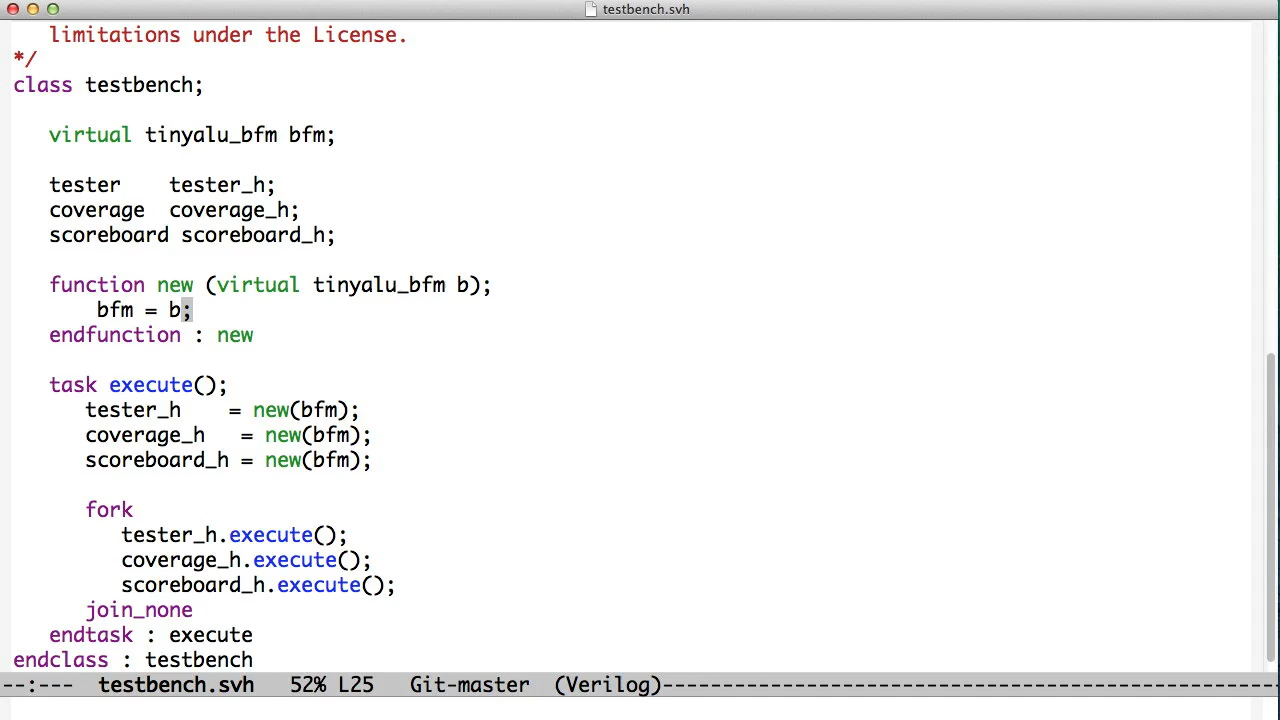 testbench.svh
limitations under the License.
*/
class testbench;
virtual tinyalu_bfm bfm;
tester    tester_h;
coverage  coverage_h;
scoreboard scoreboard_h;
function new (virtual tinyalu_bfm b);
bfm = b;
endfunction : new
task execute();
tester_h    = new(bfm);
coverage_h   = new(bfm);
scoreboard_h = new(bfm);
fork
tester_h.execute();
coverage_h.execute();
scoreboard_h.execute();
join_none
endtask : execute
endclass : testbench
--:---  testbench.svh   52% L25   Git-master  (Verilog)----------------------------------------------------